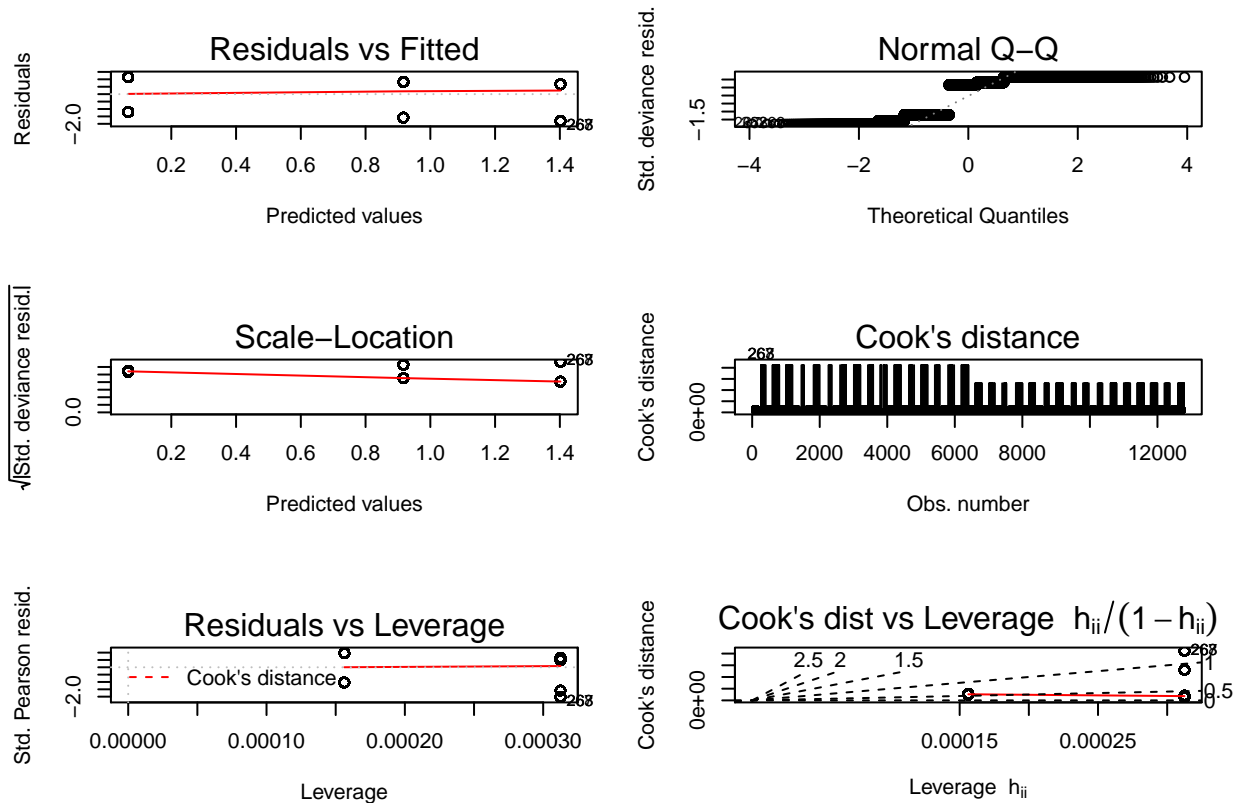 Residuals vs Fitted
Residuals
−2.0
0.2 0.4 0.6 0.8 1.0 1.2 1.4
Predicted values
Normal Q−Q
Std. deviance resid.
−1.5
−4 −2 0 2 4
Theoretical Quantiles
Scale−Location
√|Std. deviance resid.|
0.0
0.2 0.4 0.6 0.8 1.0 1.2 1.4
Predicted values
Cook's distance
Cook's distance
0e+00
0 2000 4000 6000 8000 12000
Obs. number
Residuals vs Leverage
Std. Pearson resid.
−2.0
Cook's distance
0.00000 0.00010 0.00020 0.00030
Leverage
Cook's dist vs Leverage hii/(1−hii)
Cook's distance
0e+00
2.5 2 1.5
1
0.5
0
0.00015 0.00025
Leverage hii